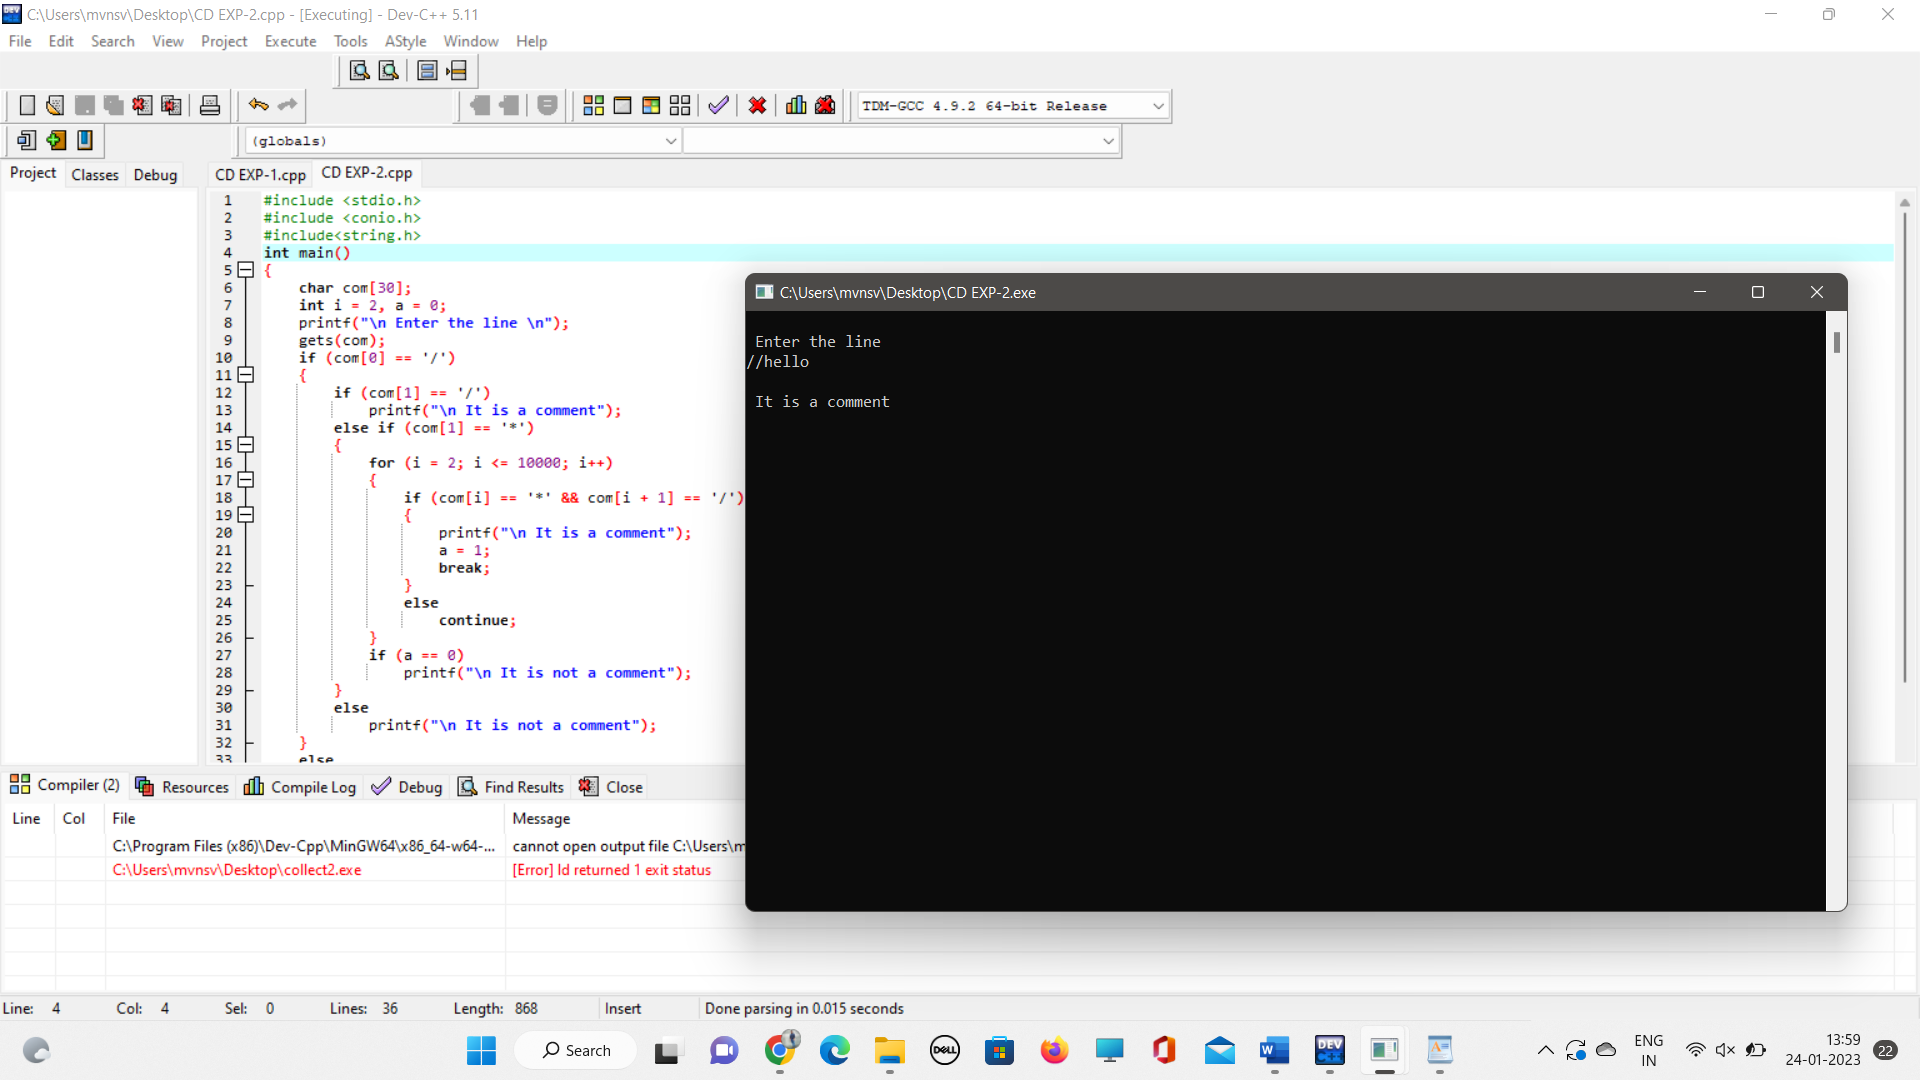 C:\Users\mvnsv\Desktop\CD EXP-2.cpp - [Executing] - Dev-C++ 5.11
File Edit Search View Project Execute Tools AStyle Window Help
TDM-GCC 4.9.2 64-bit Release
(globals)
Project Classes Debug
CD EXP-1.cpp CD EXP-2.cpp
1 #include <stdio.h>
2 #include <conio.h>
3 #include<string.h>
4 int main()
5 {
6 char com[30];
7 int i = 2, a = 0;
8 printf("\n Enter the line \n");
9 gets(com);
10 if (com[0] == '/')
11 {
12 if (com[1] == '/')
13 printf("\n It is a comment");
14 else if (com[1] == '*')
15 {
16 for (i = 2; i <= 10000; i++)
17 {
18 if (com[i] == '*' && com[i + 1] == '/')
19 {
20 printf("\n It is a comment");
21 a = 1;
22 break;
23 }
24 else
25 continue;
26 }
27 if (a == 0)
28 printf("\n It is not a comment");
29 }
30 else
31 printf("\n It is not a comment");
32 }
33 else
C:\Users\mvnsv\Desktop\CD EXP-2.exe
Enter the line
//hello
It is a comment
Compiler (2) Resources Compile Log Debug Find Results Close
Line Col File Message
C:\Program Files (x86)\Dev-Cpp\MinGW64\x86_64-w64-... cannot open output file C:\Users\m
C:\Users\mvnsv\Desktop\collect2.exe [Error] ld returned 1 exit status
Line: 4 Col: 4 Sel: 0 Lines: 36 Length: 868 Insert Done parsing in 0.015 seconds
Search
DELL
DEV
C++
ENG
IN
13:59
24-01-2023
22